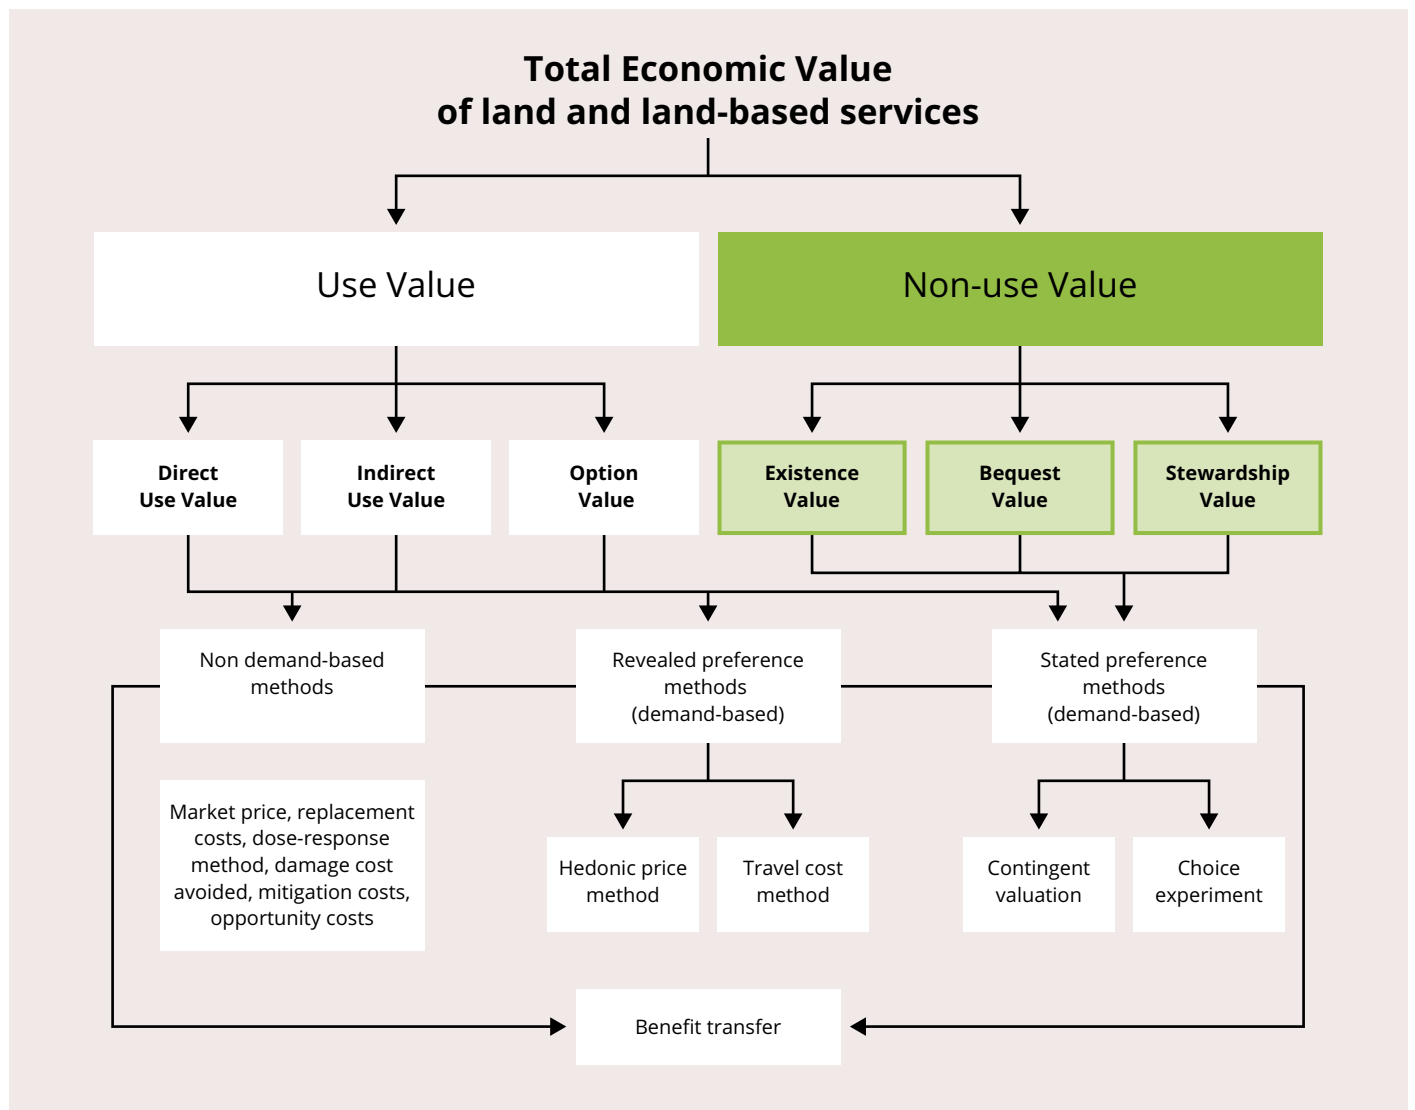 Total Economic Value
of land and land-based services
Use Value
Non-use Value
Direct
Use Value
Indirect
Use Value
Option
Value
Existence
Value
Bequest
Value
Stewardship
Value
Non demand-based
methods
Revealed preference
methods
(demand-based)
Stated preference
methods
(demand-based)
Market price, replacement
costs, dose-response
method, damage cost
avoided, mitigation costs,
opportunity costs
Hedonic price
method
Travel cost
method
Contingent
valuation
Choice
experiment
Benefit transfer